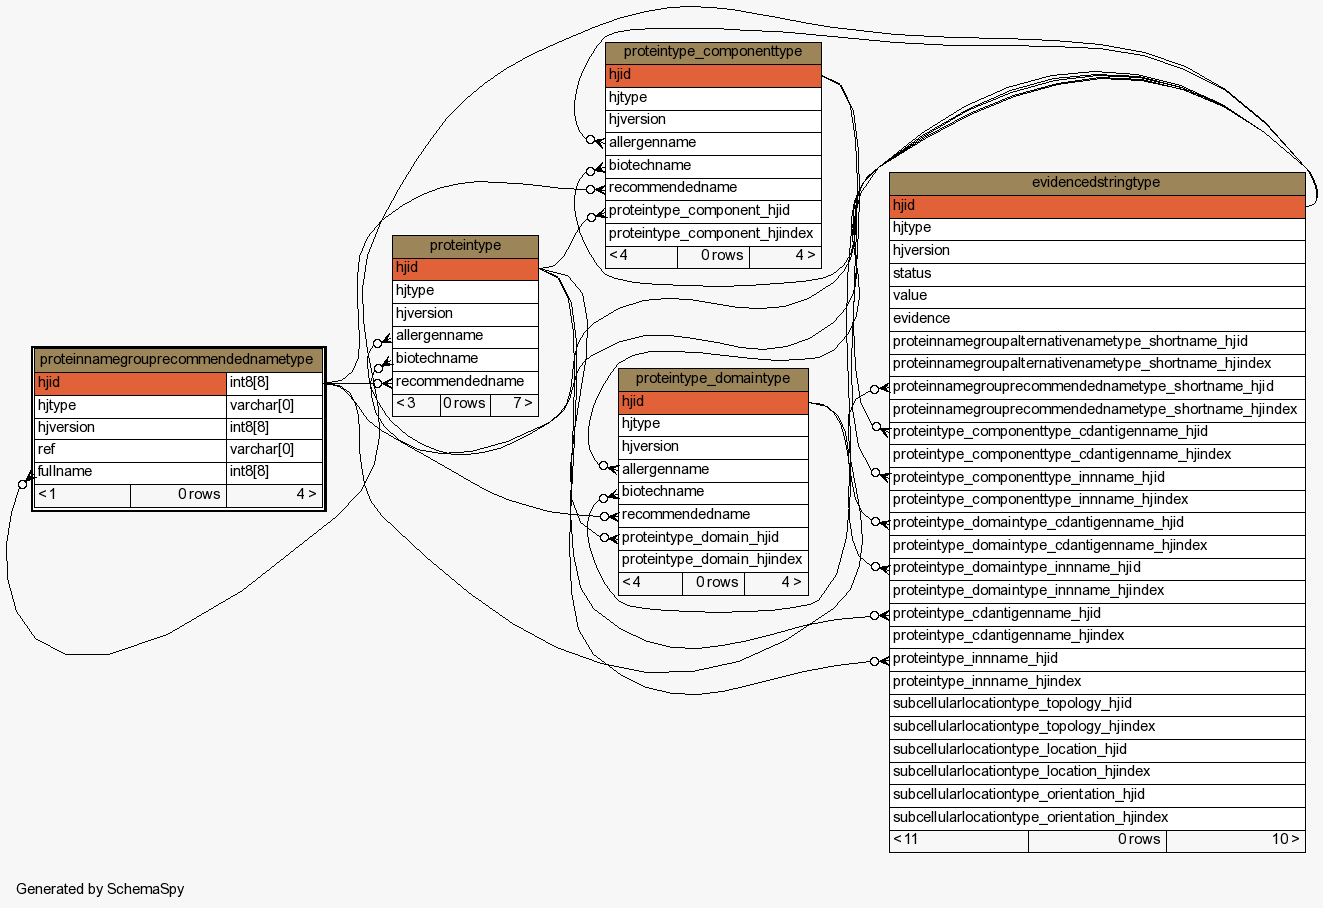 proteintype_componenttype
hjid
hjtype
hjversion
allergenname
biotechname
recommendedname
proteintype_component_hjid
proteintype_component_hjindex
< 4 0 rows 4 >
proteintype
hjid
hjtype
hjversion
allergenname
biotechname
recommendedname
< 3 0 rows 7 >
proteinnamegrouprecommendednametype
hjid int8[8]
hjtype varchar[0]
hjversion int8[8]
ref varchar[0]
fullname int8[8]
< 1 0 rows 4 >
proteintype_domaintype
hjid
hjtype
hjversion
allergenname
biotechname
recommendedname
proteintype_domain_hjid
proteintype_domain_hjindex
< 4 0 rows 4 >
evidencedstringtype
hjid
hjtype
hjversion
status
value
evidence
proteinnamegroupalternativenametype_shortname_hjid
proteinnamegroupalternativenametype_shortname_hjindex
proteinnamegrouprecommendednametype_shortname_hjid
proteinnamegrouprecommendednametype_shortname_hjindex
proteintype_componenttype_cdantigenname_hjid
proteintype_componenttype_cdantigenname_hjindex
proteintype_componenttype_innname_hjid
proteintype_componenttype_innname_hjindex
proteintype_domaintype_cdantigenname_hjid
proteintype_domaintype_cdantigenname_hjindex
proteintype_domaintype_innname_hjid
proteintype_domaintype_innname_hjindex
proteintype_cdantigenname_hjid
proteintype_cdantigenname_hjindex
proteintype_innname_hjid
proteintype_innname_hjindex
subcellularlocationtype_topology_hjid
subcellularlocationtype_topology_hjindex
subcellularlocationtype_location_hjid
subcellularlocationtype_location_hjindex
subcellularlocationtype_orientation_hjid
subcellularlocationtype_orientation_hjindex
< 11 0 rows 10 >
Generated by SchemaSpy